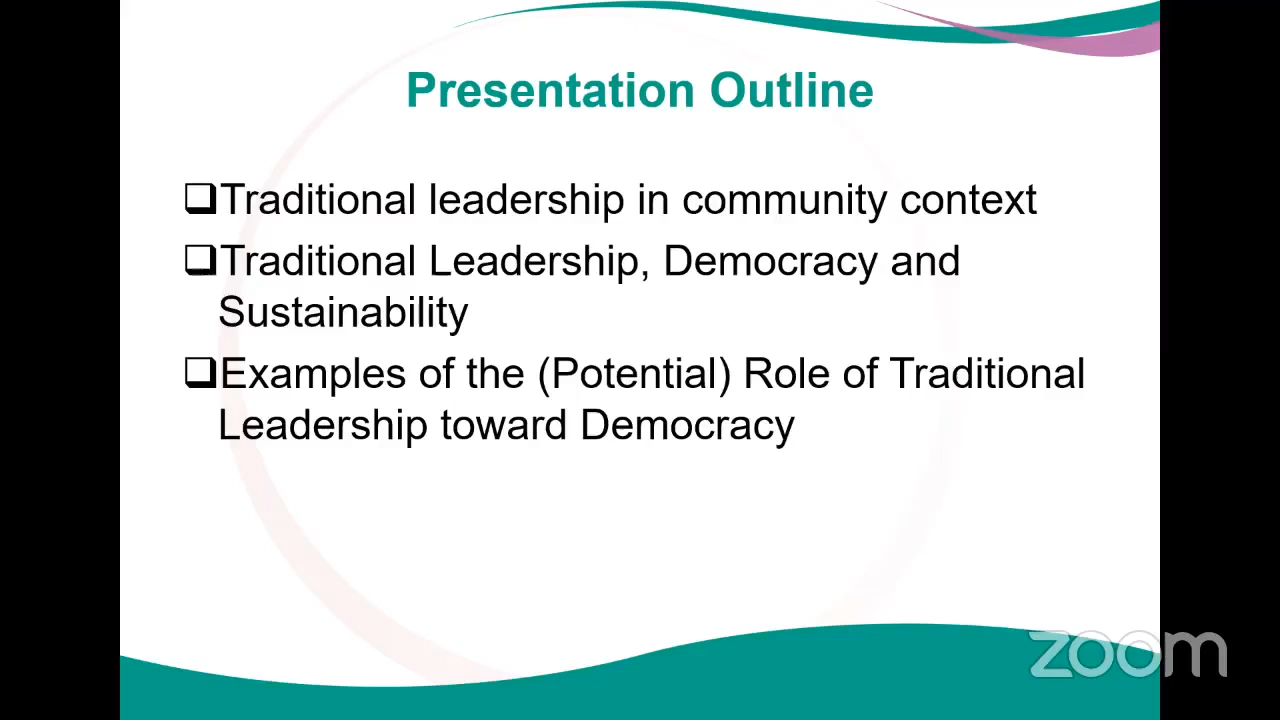 Presentation Outline
❑Traditional leadership in community context
❑Traditional Leadership, Democracy and
Sustainability
❑Examples of the (Potential) Role of Traditional
Leadership toward Democracy
zoom